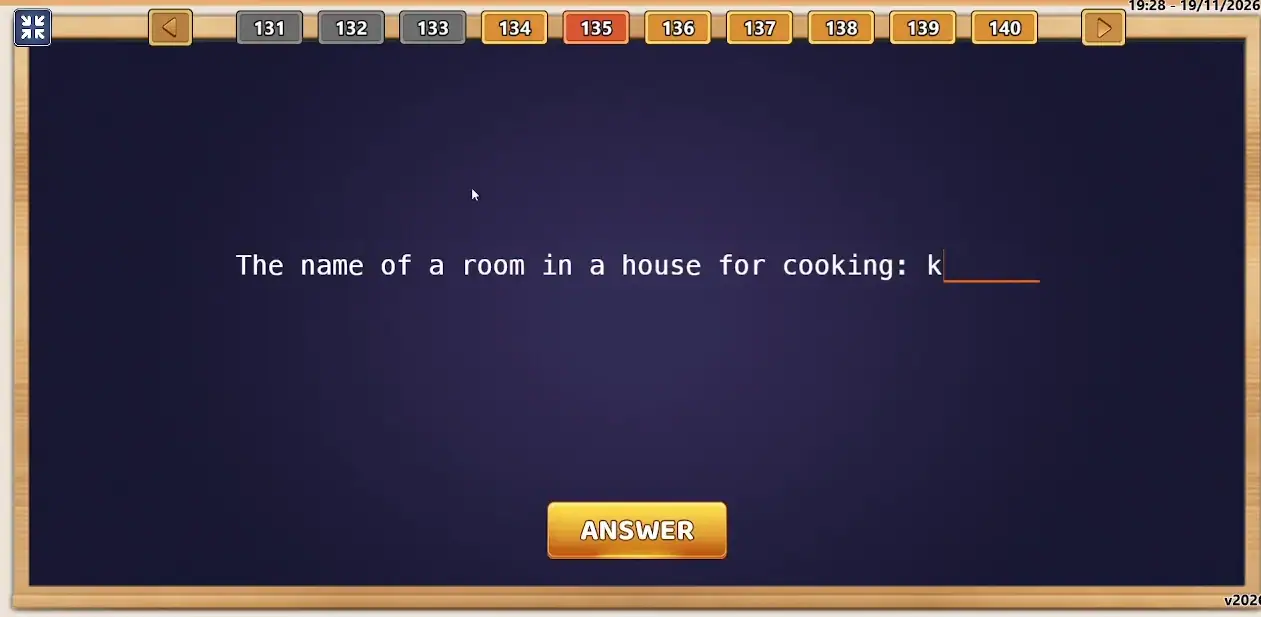 19:28 - 19/11/2026
131 132 133 134 135 136 137 138 139 140
The name of a room in a house for cooking: k______
ANSWER